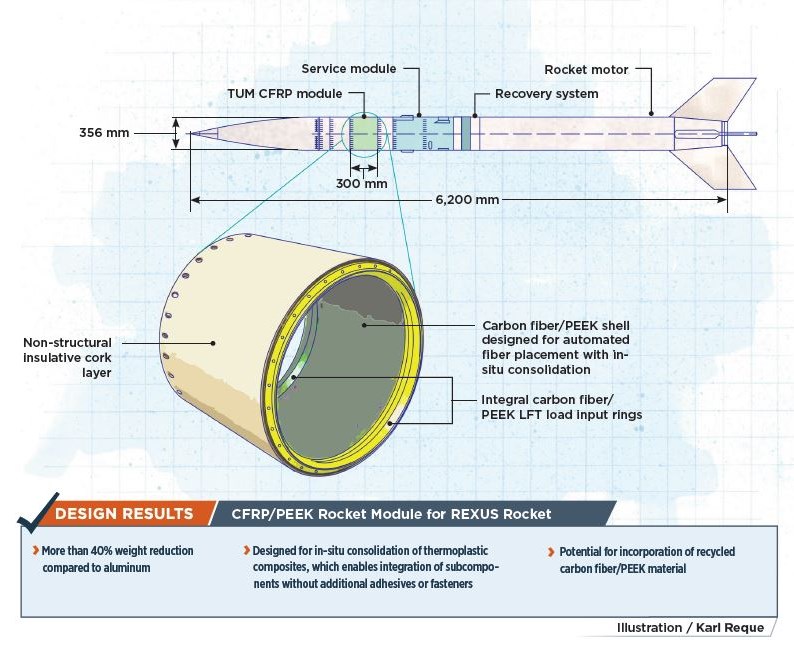 Service module
Rocket motor
TUM CFRP module
Recovery system
356 mm
300 mm
6,200 mm
Non-structural
insulative cork
layer
Carbon fiber/PEEK shell
designed for automated
fiber placement with in-
situ consolidation
Integral carbon fiber/
PEEK LFT load input rings
DESIGN RESULTS
CFRP/PEEK Rocket Module for REXUS Rocket
› More than 40% weight reduction
compared to aluminum
› Designed for in-situ consolidation of thermoplastic
composites, which enables integration of subcompo-
nents without additional adhesives or fasteners
› Potential for incorporation of recycled
carbon fiber/PEEK material
Illustration / Karl Reque